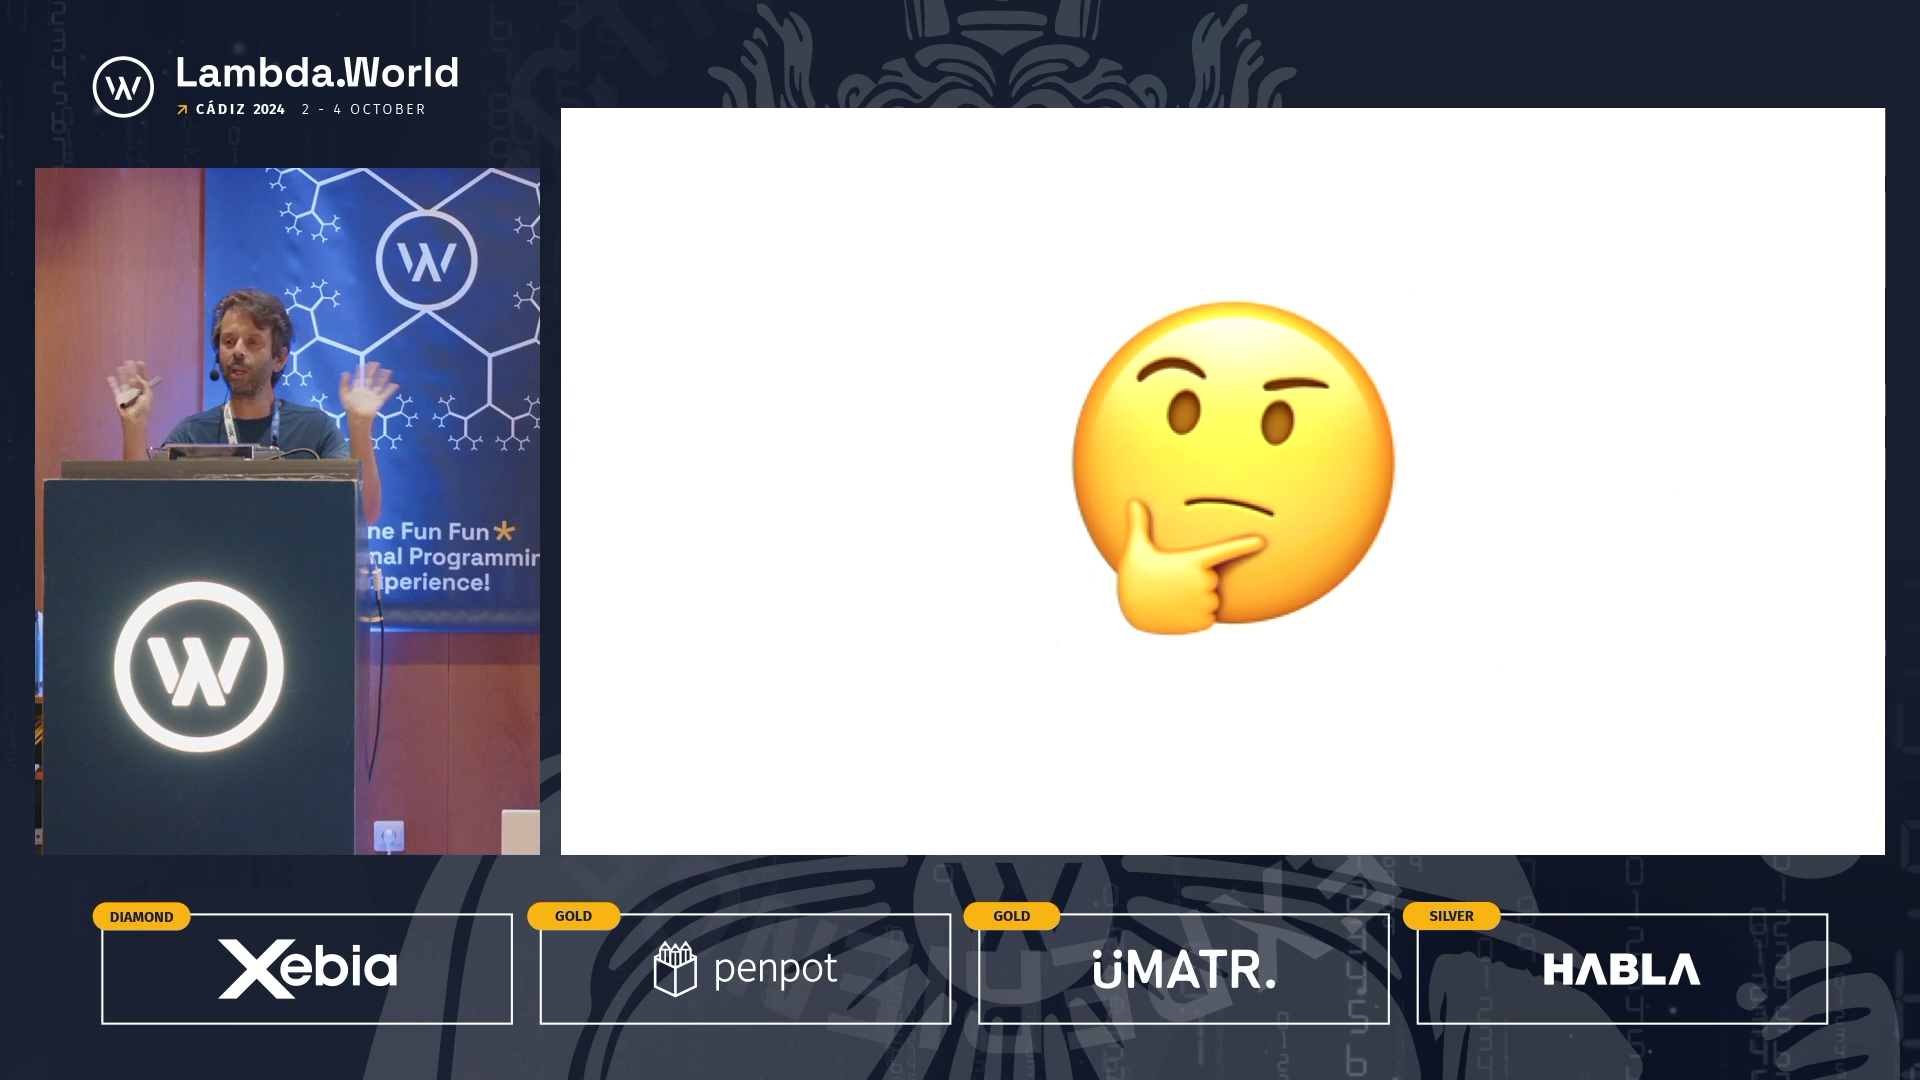 Lambda.World
CÁDIZ 2024 2 - 4 OCTOBER
W
ne Fun Fun*
nal Programmin
xperience!
W
DIAMOND
Xebia
GOLD
penpot
GOLD
üMATR.
SILVER
HABLA